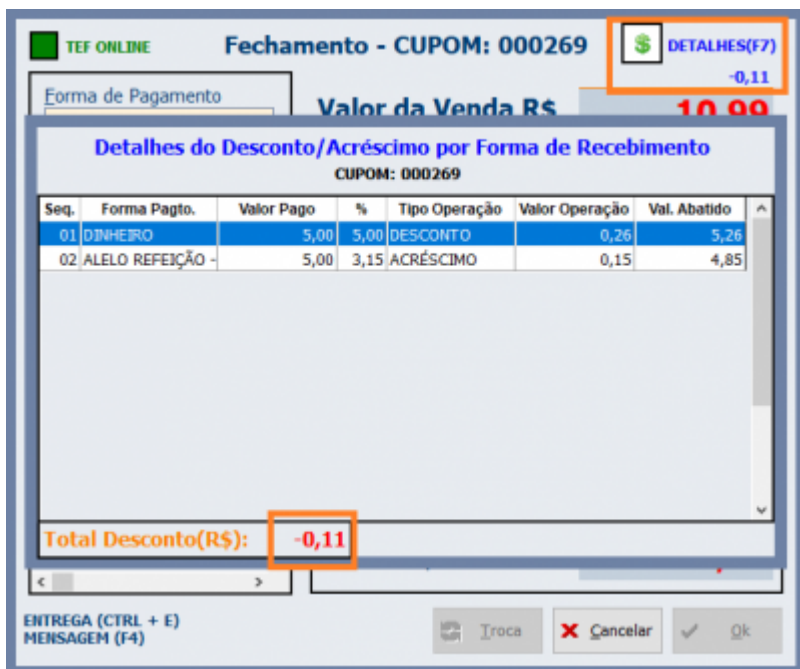 TEF ONLINE Fechamento - CUPOM: 000269 $ DETALHES(F7)
-0,11
Forma de Pagamento
Valor da Venda R$ 10,99
Detalhes do Desconto/Acréscimo por Forma de Recebimento
CUPOM: 000269
Seq. Forma Pagto. Valor Pago % Tipo Operação Valor Operação Val. Abatido
01 DINHEIRO 5,00 5,00 DESCONTO 0,26 5,26
02 ALELO REFEIÇÃO - 5,00 3,15 ACRÉSCIMO 0,15 4,85
Total Desconto(R$): -0,11
ENTREGA (CTRL + E)
MENSAGEM (F4)
Troca Cancelar Ok